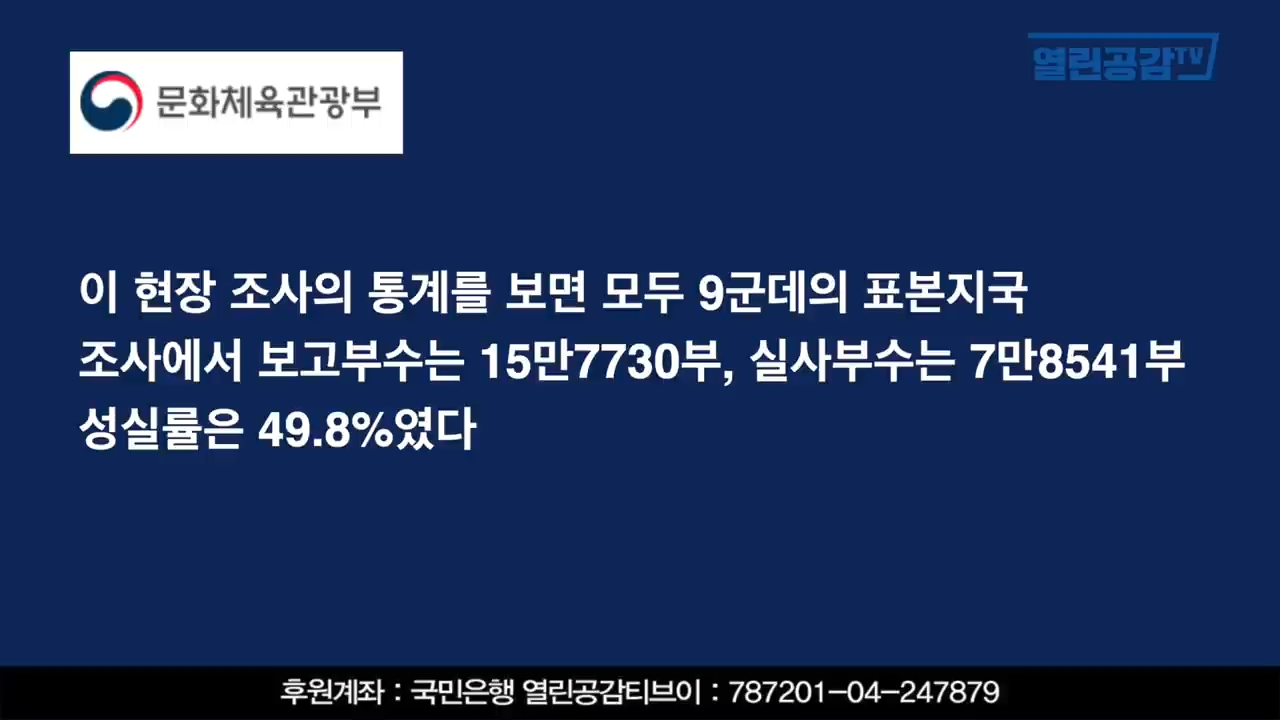 열린공감TV
문화체육관광부
이 현장 조사의 통계를 보면 모두 9군데의 표본지국
조사에서 보고부수는 15만7730부, 실사부수는 7만8541부
성실률은 49.8%였다
후원계좌 : 국민은행 열린공감티브이 : 787201-04-247879